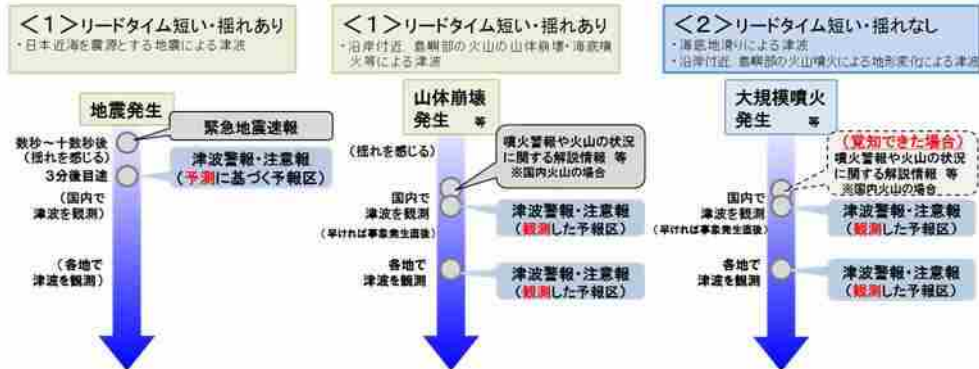 <1>リードタイム短い・揺れあり
・日本近海を震源とする地震による津波
地震発生
緊急地震速報
数秒~十数秒後
(揺れを感じる)
3分後目途
津波警報・注意報
(予測に基づく予報区)
(国内で
津波を観測)
(各地で
津波を観測)
<1>リードタイム短い・揺れあり
・沿岸付近、島嶼部の火山の山体崩壊・海底噴
火等による津波
山体崩壊
発生 等
(揺れを感じる)
噴火警報や火山の状況
に関する解説情報 等
※国内火山の場合
国内で
津波を観測
(早ければ事象発生直後)
津波警報・注意報
(観測した予報区)
各地で
津波を観測
津波警報・注意報
(観測した予報区)
<2>リードタイム短い・揺れなし
・海底地滑りによる津波
・沿岸付近、島嶼部の火山噴火による地形変化による津波
大規模噴火
発生 等
(覚知できた場合)
噴火警報や火山の状況
に関する解説情報 等
※国内火山の場合
国内で
津波を観測
(早ければ事象発生直後)
津波警報・注意報
(観測した予報区)
各地で
津波を観測
津波警報・注意報
(観測した予報区)